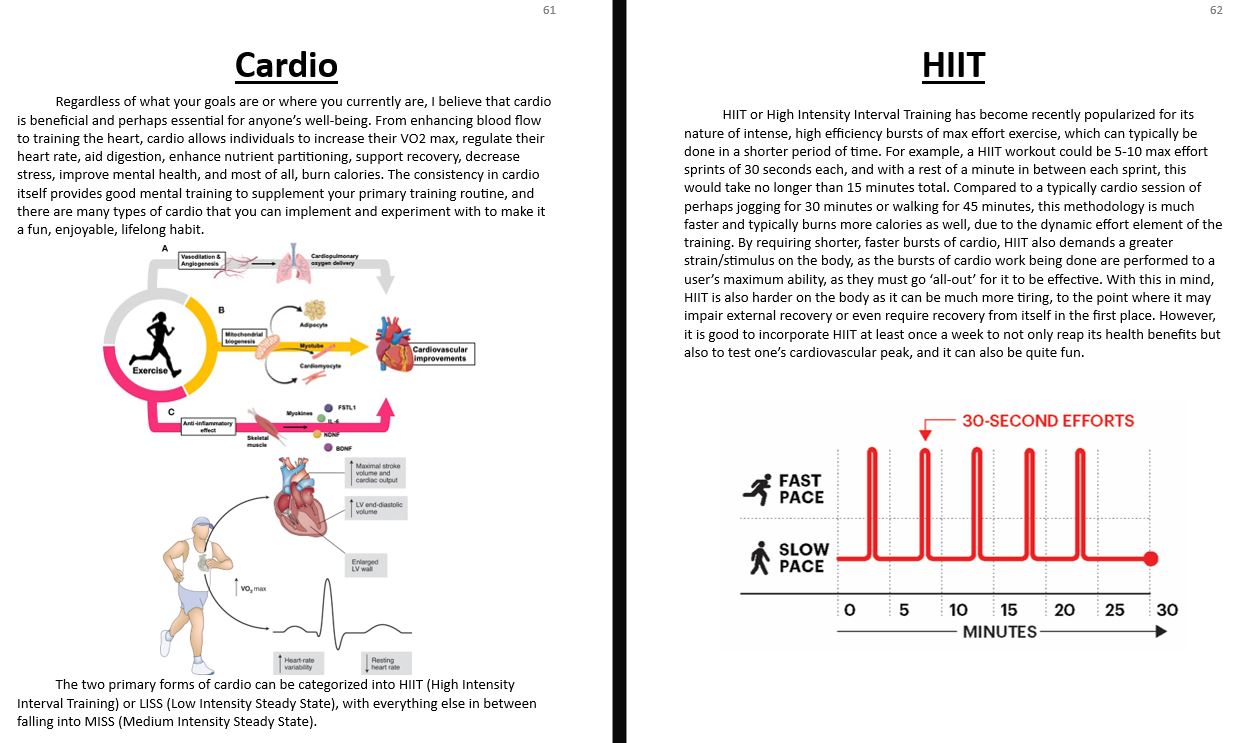 61
Cardio
Regardless of what your goals are or where you currently are, I believe that cardio
is beneficial and perhaps essential for anyone's well-being. From enhancing blood flow
to training the heart, cardio allows individuals to increase their VO2 max, regulate their
heart rate, aid digestion, enhance nutrient partitioning, support recovery, decrease
stress, improve mental health, and most of all, burn calories. The consistency in cardio
itself provides good mental training to supplement your primary training routine, and
there are many types of cardio that you can implement and experiment with to make it
a fun, enjoyable, lifelong habit.
A
Vasodilation &
Angiogenesis
Cardiopulmonary
oxygen delivery
B
Mitochondrial
biogenesis
Adipocyte
Myotube
Cardiomyocyte
Exercise
Cardiovascular
improvements
C
Anti-inflammatory
effect
Skeletal
muscle
Myokines
FSTL1
IL-6
NDNF
BDNF
↑ Maximal stroke
volume and
cardiac output
↑ LV end-diastolic
volume
Enlarged
LV wall
↑ VO2 max
↑ Heart-rate
variability
↓ Resting
heart rate
The two primary forms of cardio can be categorized into HIIT (High Intensity
Interval Training) or LISS (Low Intensity Steady State), with everything else in between
falling into MISS (Medium Intensity Steady State).
62
HIIT
HIIT or High Intensity Interval Training has become recently popularized for its
nature of intense, high efficiency bursts of max effort exercise, which can typically be
done in a shorter period of time. For example, a HIIT workout could be 5-10 max effort
sprints of 30 seconds each, and with a rest of a minute in between each sprint, this
would take no longer than 15 minutes total. Compared to a typically cardio session of
perhaps jogging for 30 minutes or walking for 45 minutes, this methodology is much
faster and typically burns more calories as well, due to the dynamic effort element of the
training. By requiring shorter, faster bursts of cardio, HIIT also demands a greater
strain/stimulus on the body, as the bursts of cardio work being done are performed to a
user's maximum ability, as they must go 'all-out' for it to be effective. With this in mind,
HIIT is also harder on the body as it can be much more tiring, to the point where it may
impair external recovery or even require recovery from itself in the first place. However,
it is good to incorporate HIIT at least once a week to not only reap its health benefits but
also to test one's cardiovascular peak, and it can also be quite fun.
30-SECOND EFFORTS
FAST
PACE
SLOW
PACE
0 5 10 15 20 25 30
MINUTES